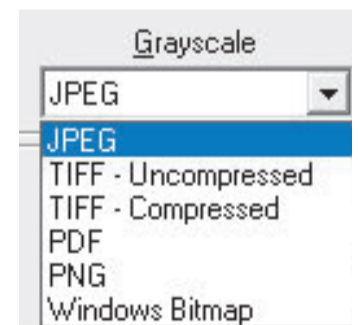 Grayscale
JPEG
JPEG
TIFF - Uncompressed
TIFF - Compressed
PDF
PNG
Windows Bitmap